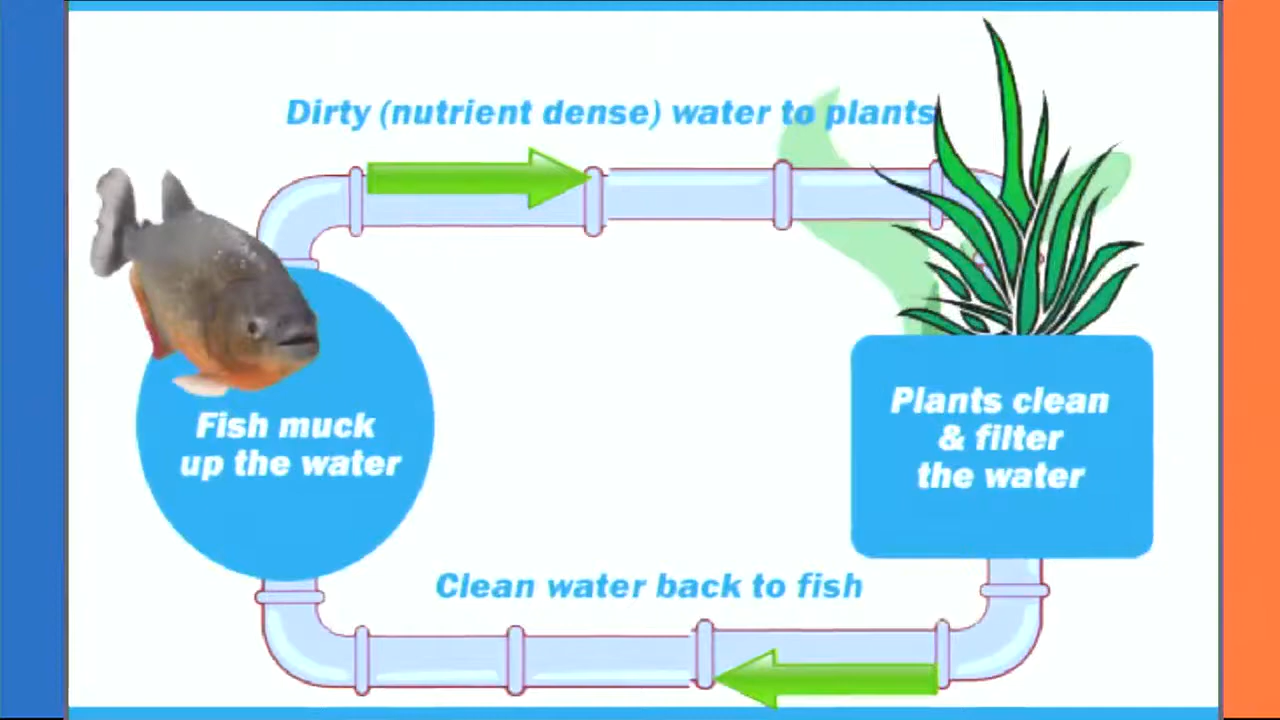 Dirty (nutrient dense) water to plants
Fish muck
up the water
Plants clean
& filter
the water
Clean water back to fish